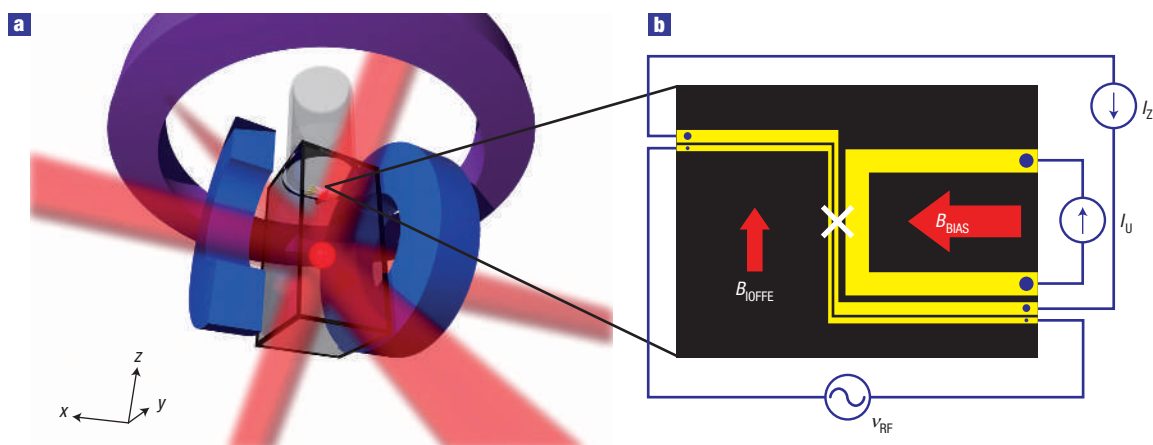 a
z
x
y
b
I_Z
B_BIAS
I_U
B_IOFFE
ν_RF